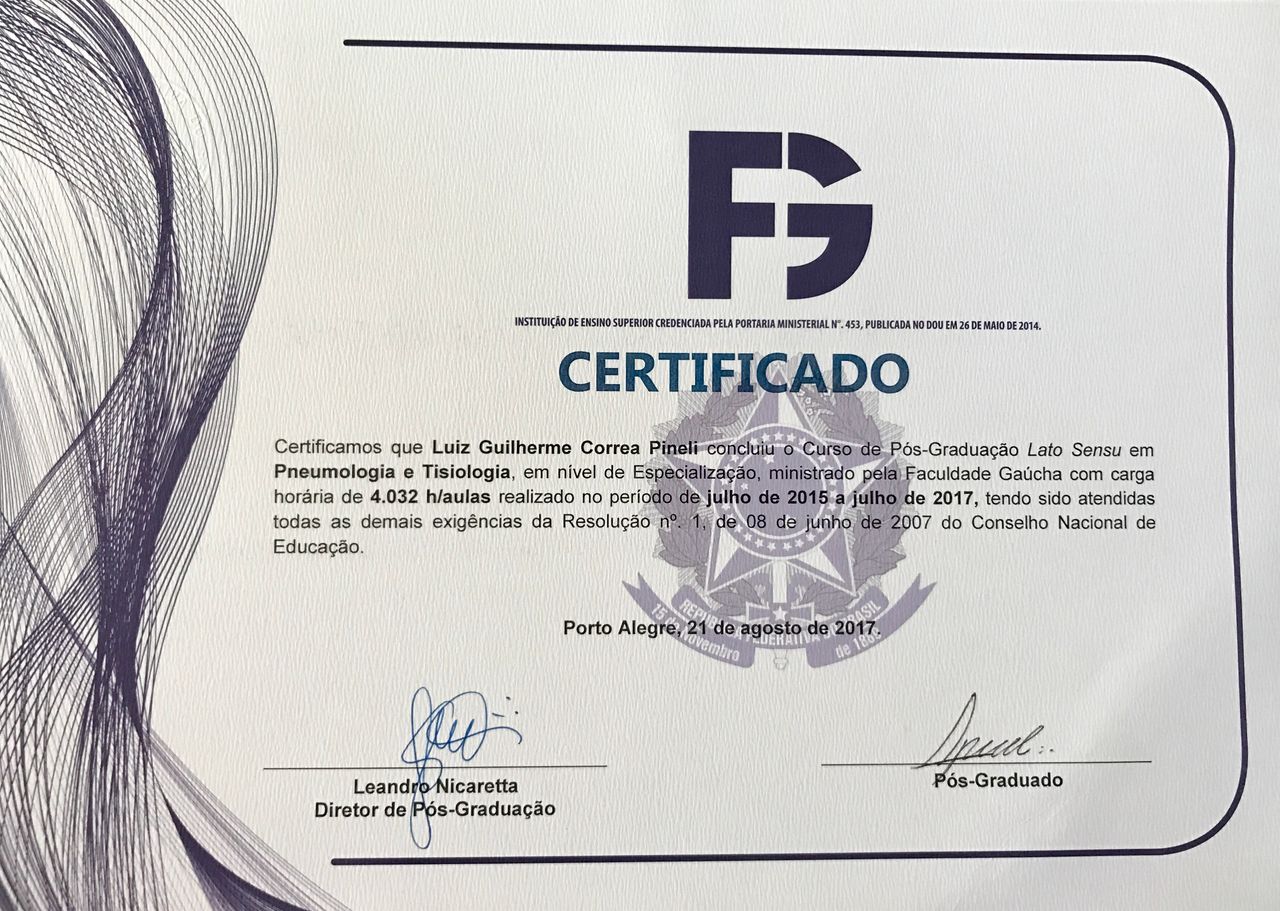 FG
INSTITUIÇÃO DE ENSINO SUPERIOR CREDENCIADA PELA PORTARIA MINISTERIAL Nº. 453, PUBLICADA NO DOU EM 26 DE MAIO DE 2014.
CERTIFICADO
Certificamos que Luiz Guilherme Correa Pineli concluiu o Curso de Pós-Graduação Lato Sensu em
Pneumologia e Tisiologia, em nível de Especialização, ministrado pela Faculdade Gaúcha com carga
horária de 4.032 h/aulas realizado no período de julho de 2015 a julho de 2017, tendo sido atendidas
todas as demais exigências da Resolução nº. 1, de 08 de junho de 2007 do Conselho Nacional de
Educação.
Porto Alegre, 21 de agosto de 2017.
15 de Novembro
de 1889
Leandro Nicaretta
Diretor de Pós-Graduação
Pós-Graduado